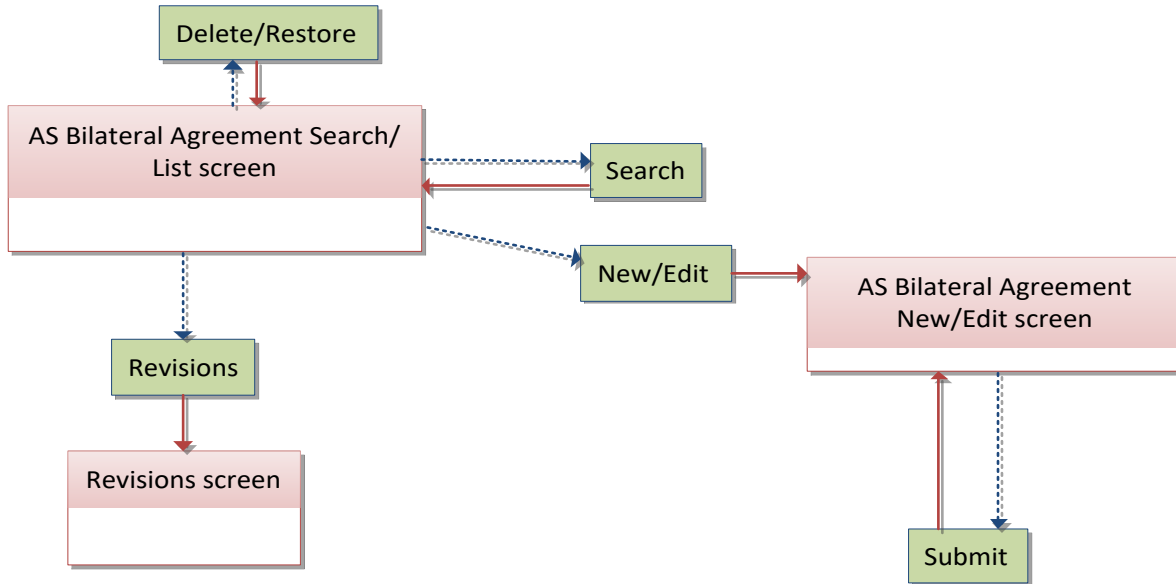 Delete/Restore
AS Bilateral Agreement Search/
List screen
Search
New/Edit
AS Bilateral Agreement
New/Edit screen
Revisions
Revisions screen
Submit